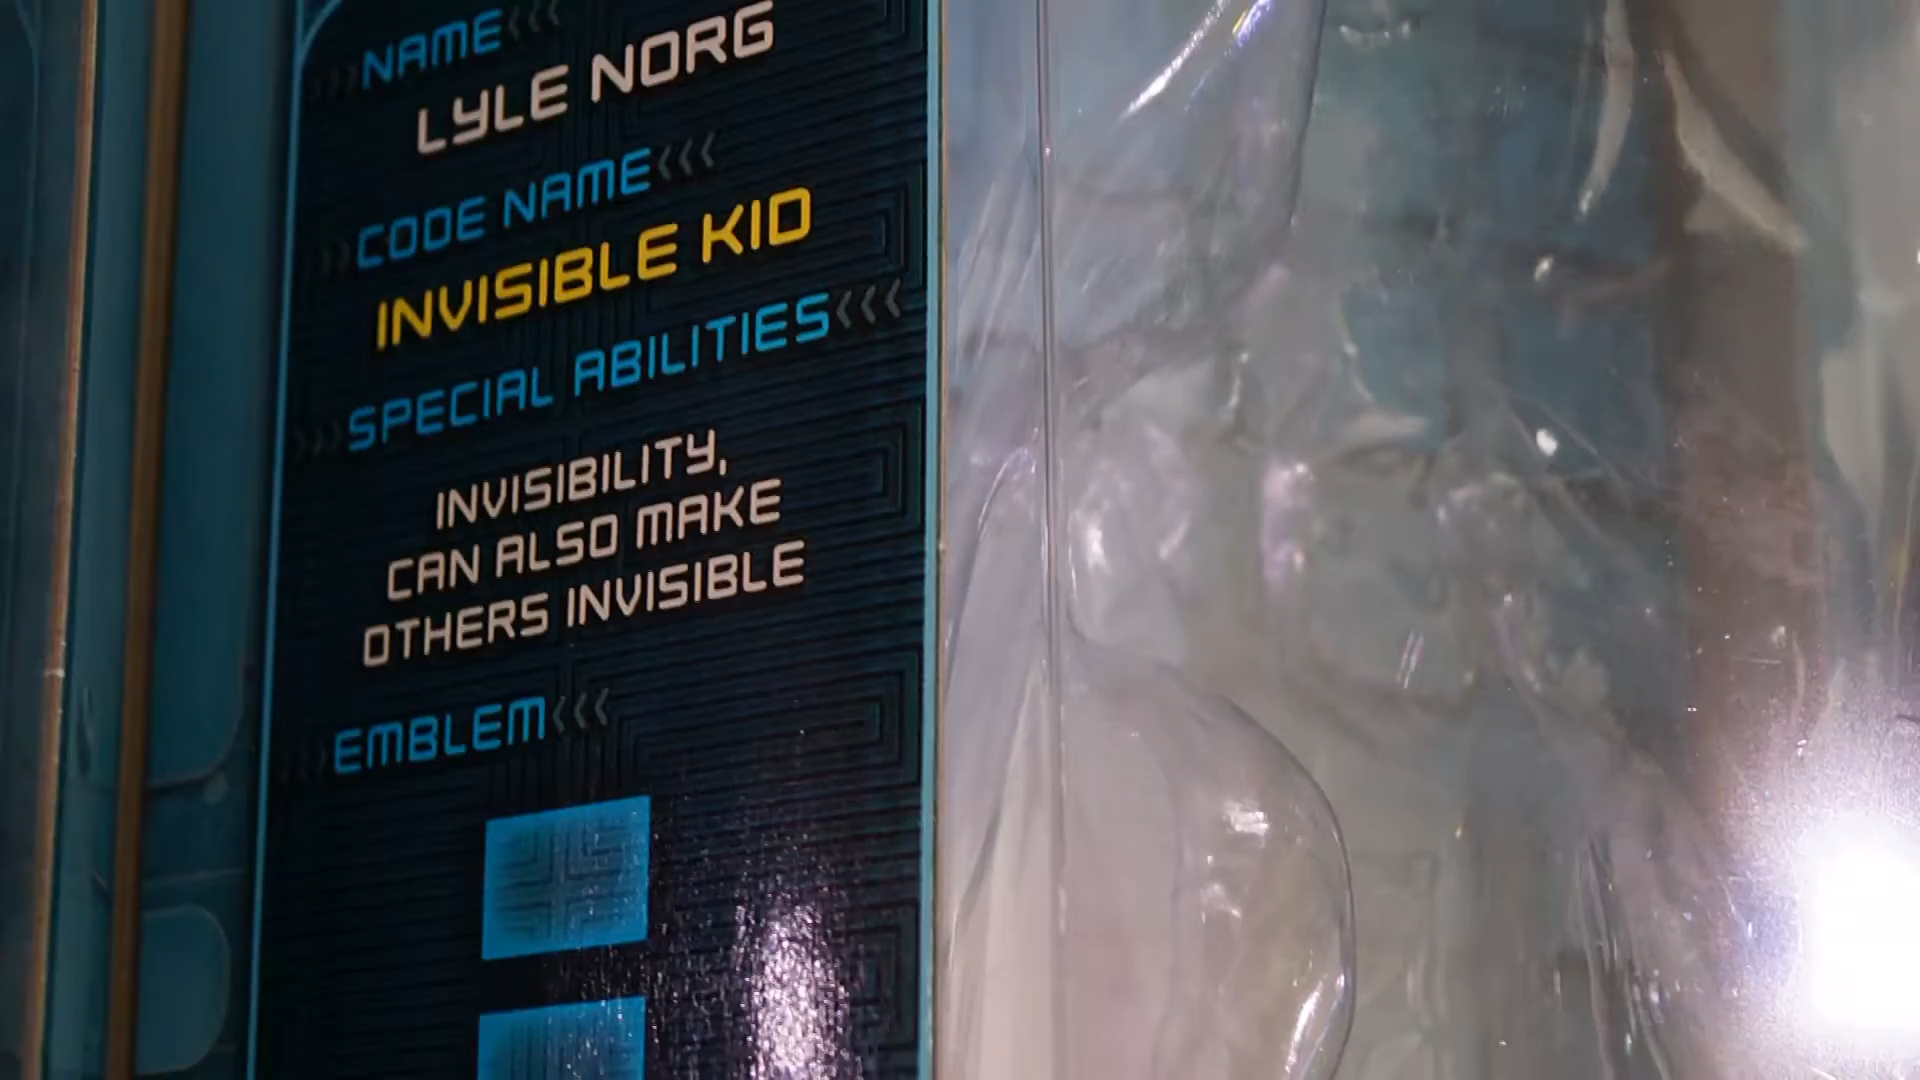 NAME
LYLE NORG
CODE NAME
INVISIBLE KID
SPECIAL ABILITIES
INVISIBILITY,
CAN ALSO MAKE
OTHERS INVISIBLE
EMBLEM